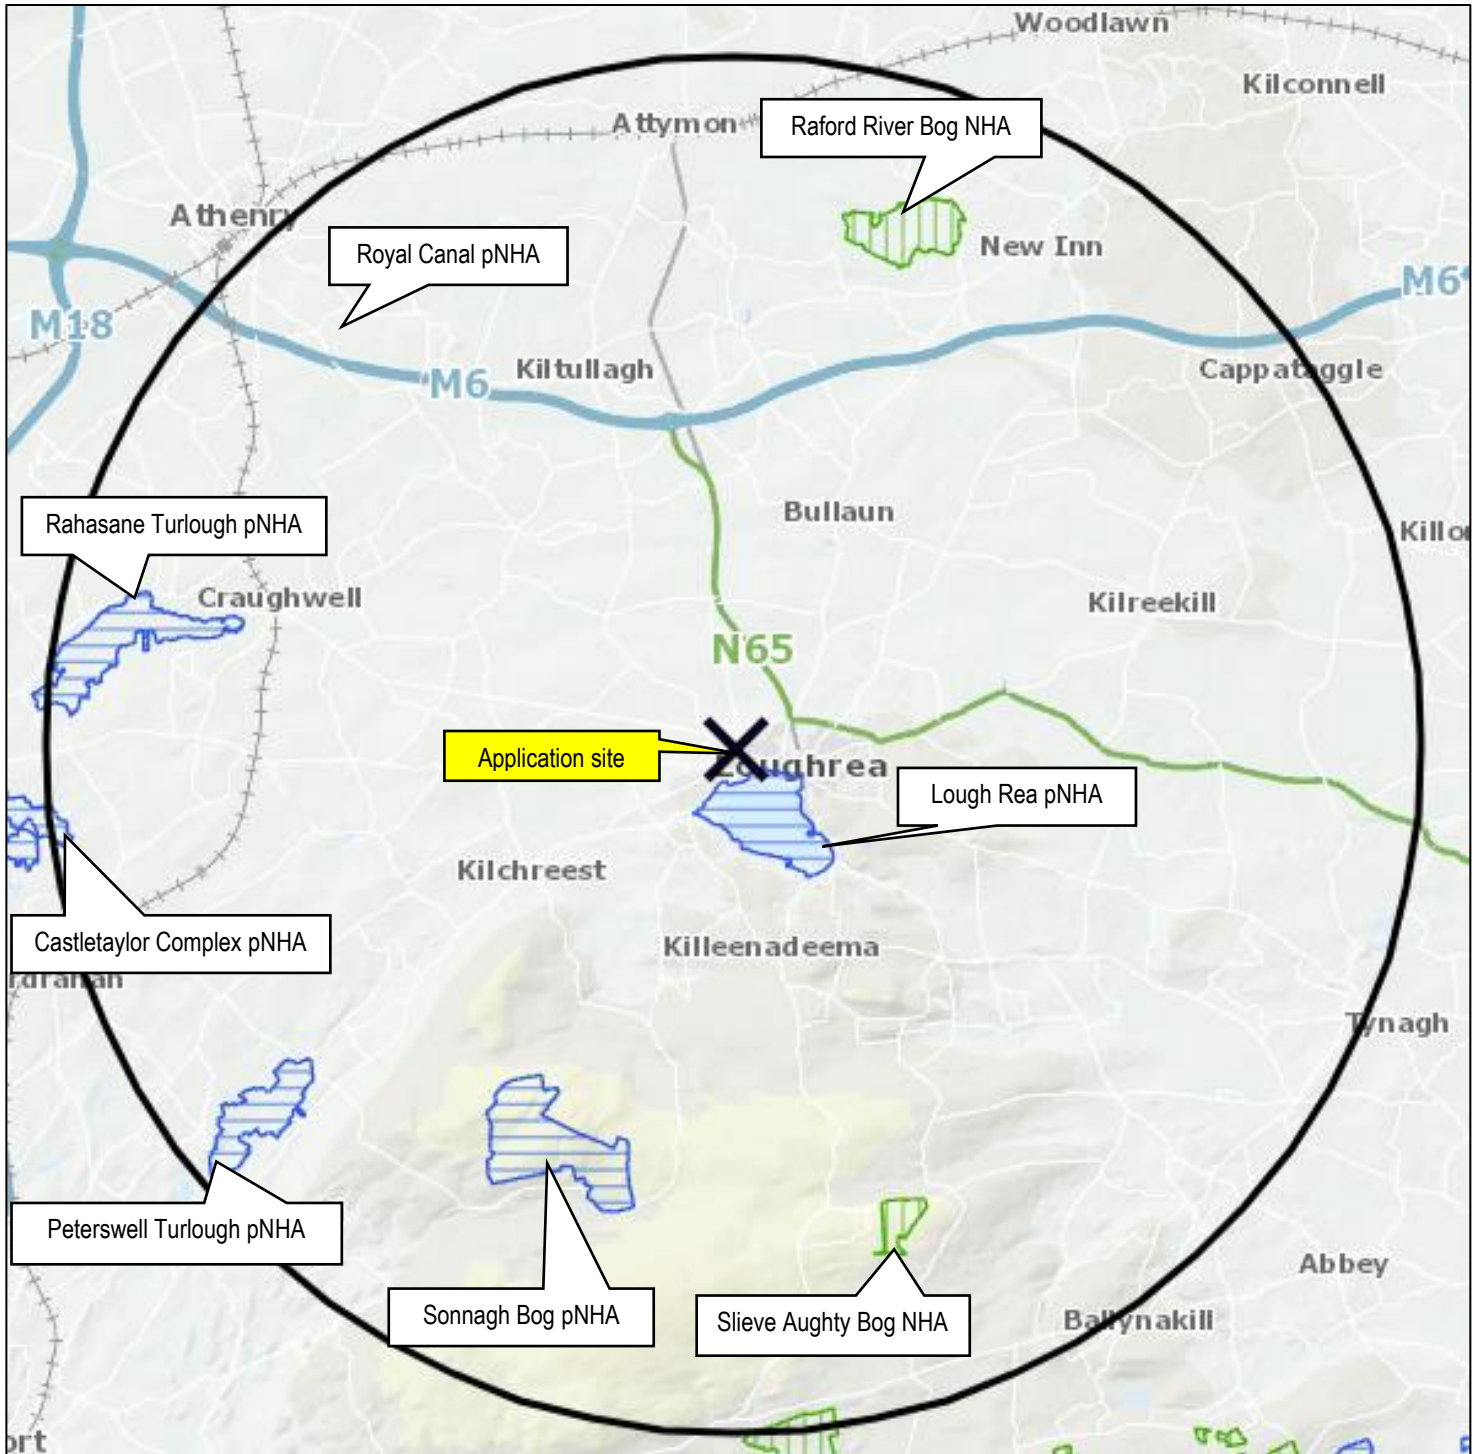 Woodlawn
Kilconnell
Attymon
Raford River Bog NHA
Athenry
Royal Canal pNHA
New Inn
M6
M18
Kiltullagh
M6
Cappataggle
Rahasane Turlough pNHA
Bullaun
Craughwell
Kilreekill
N65
Application site
Loughrea
Lough Rea pNHA
Kilchreest
Castletaylor Complex pNHA
Killeenadeema
rdrahan
Tynagh
Peterswell Turlough pNHA
Abbey
Sonnagh Bog pNHA
Slieve Aughty Bog NHA
Ballynakill
ort